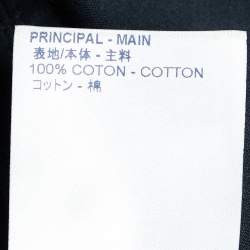 PRINCIPAL - MAIN
表地/本体 - 主料
100% COTON - COTTON
コットン - 棉